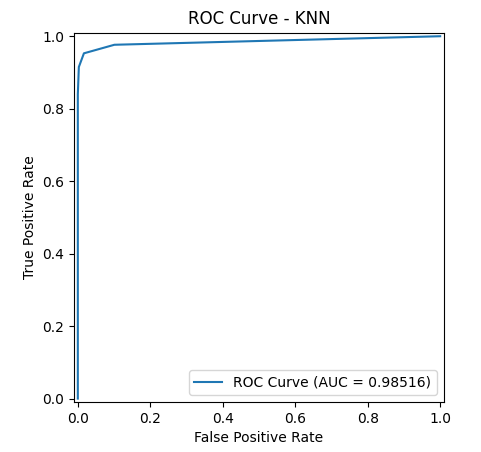 ROC Curve - KNN
1.0
0.8
0.6
0.4
0.2
0.0
True Positive Rate
ROC Curve (AUC = 0.98516)
0.0 0.2 0.4 0.6 0.8 1.0
False Positive Rate